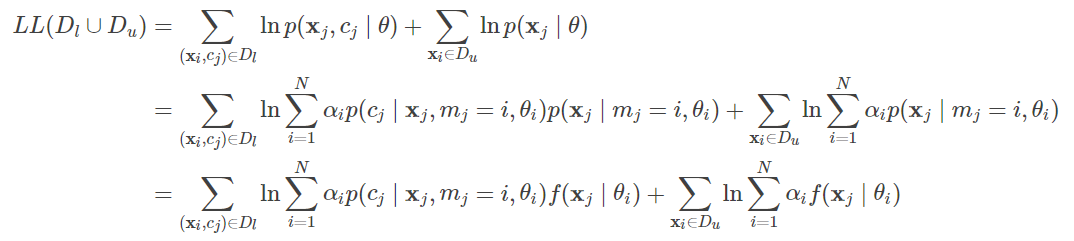 LL(D_l ∪ D_u) = ∑_{(𝐱_i,c_j)∈D_l} ln p(𝐱_j, c_j | θ) + ∑_{𝐱_i∈D_u} ln p(𝐱_j | θ)
= ∑_{(𝐱_i,c_j)∈D_l} ln ∑_{i=1}^{N} α_i p(c_j | 𝐱_j, m_j = i, θ_i) p(𝐱_j | m_j = i, θ_i) + ∑_{𝐱_i∈D_u} ln ∑_{i=1}^{N} α_i p(𝐱_j | m_j = i, θ_i)
= ∑_{(𝐱_i,c_j)∈D_l} ln ∑_{i=1}^{N} α_i p(c_j | 𝐱_j, m_j = i, θ_i) f(𝐱_j | θ_i) + ∑_{𝐱_i∈D_u} ln ∑_{i=1}^{N} α_i f(𝐱_j | θ_i)